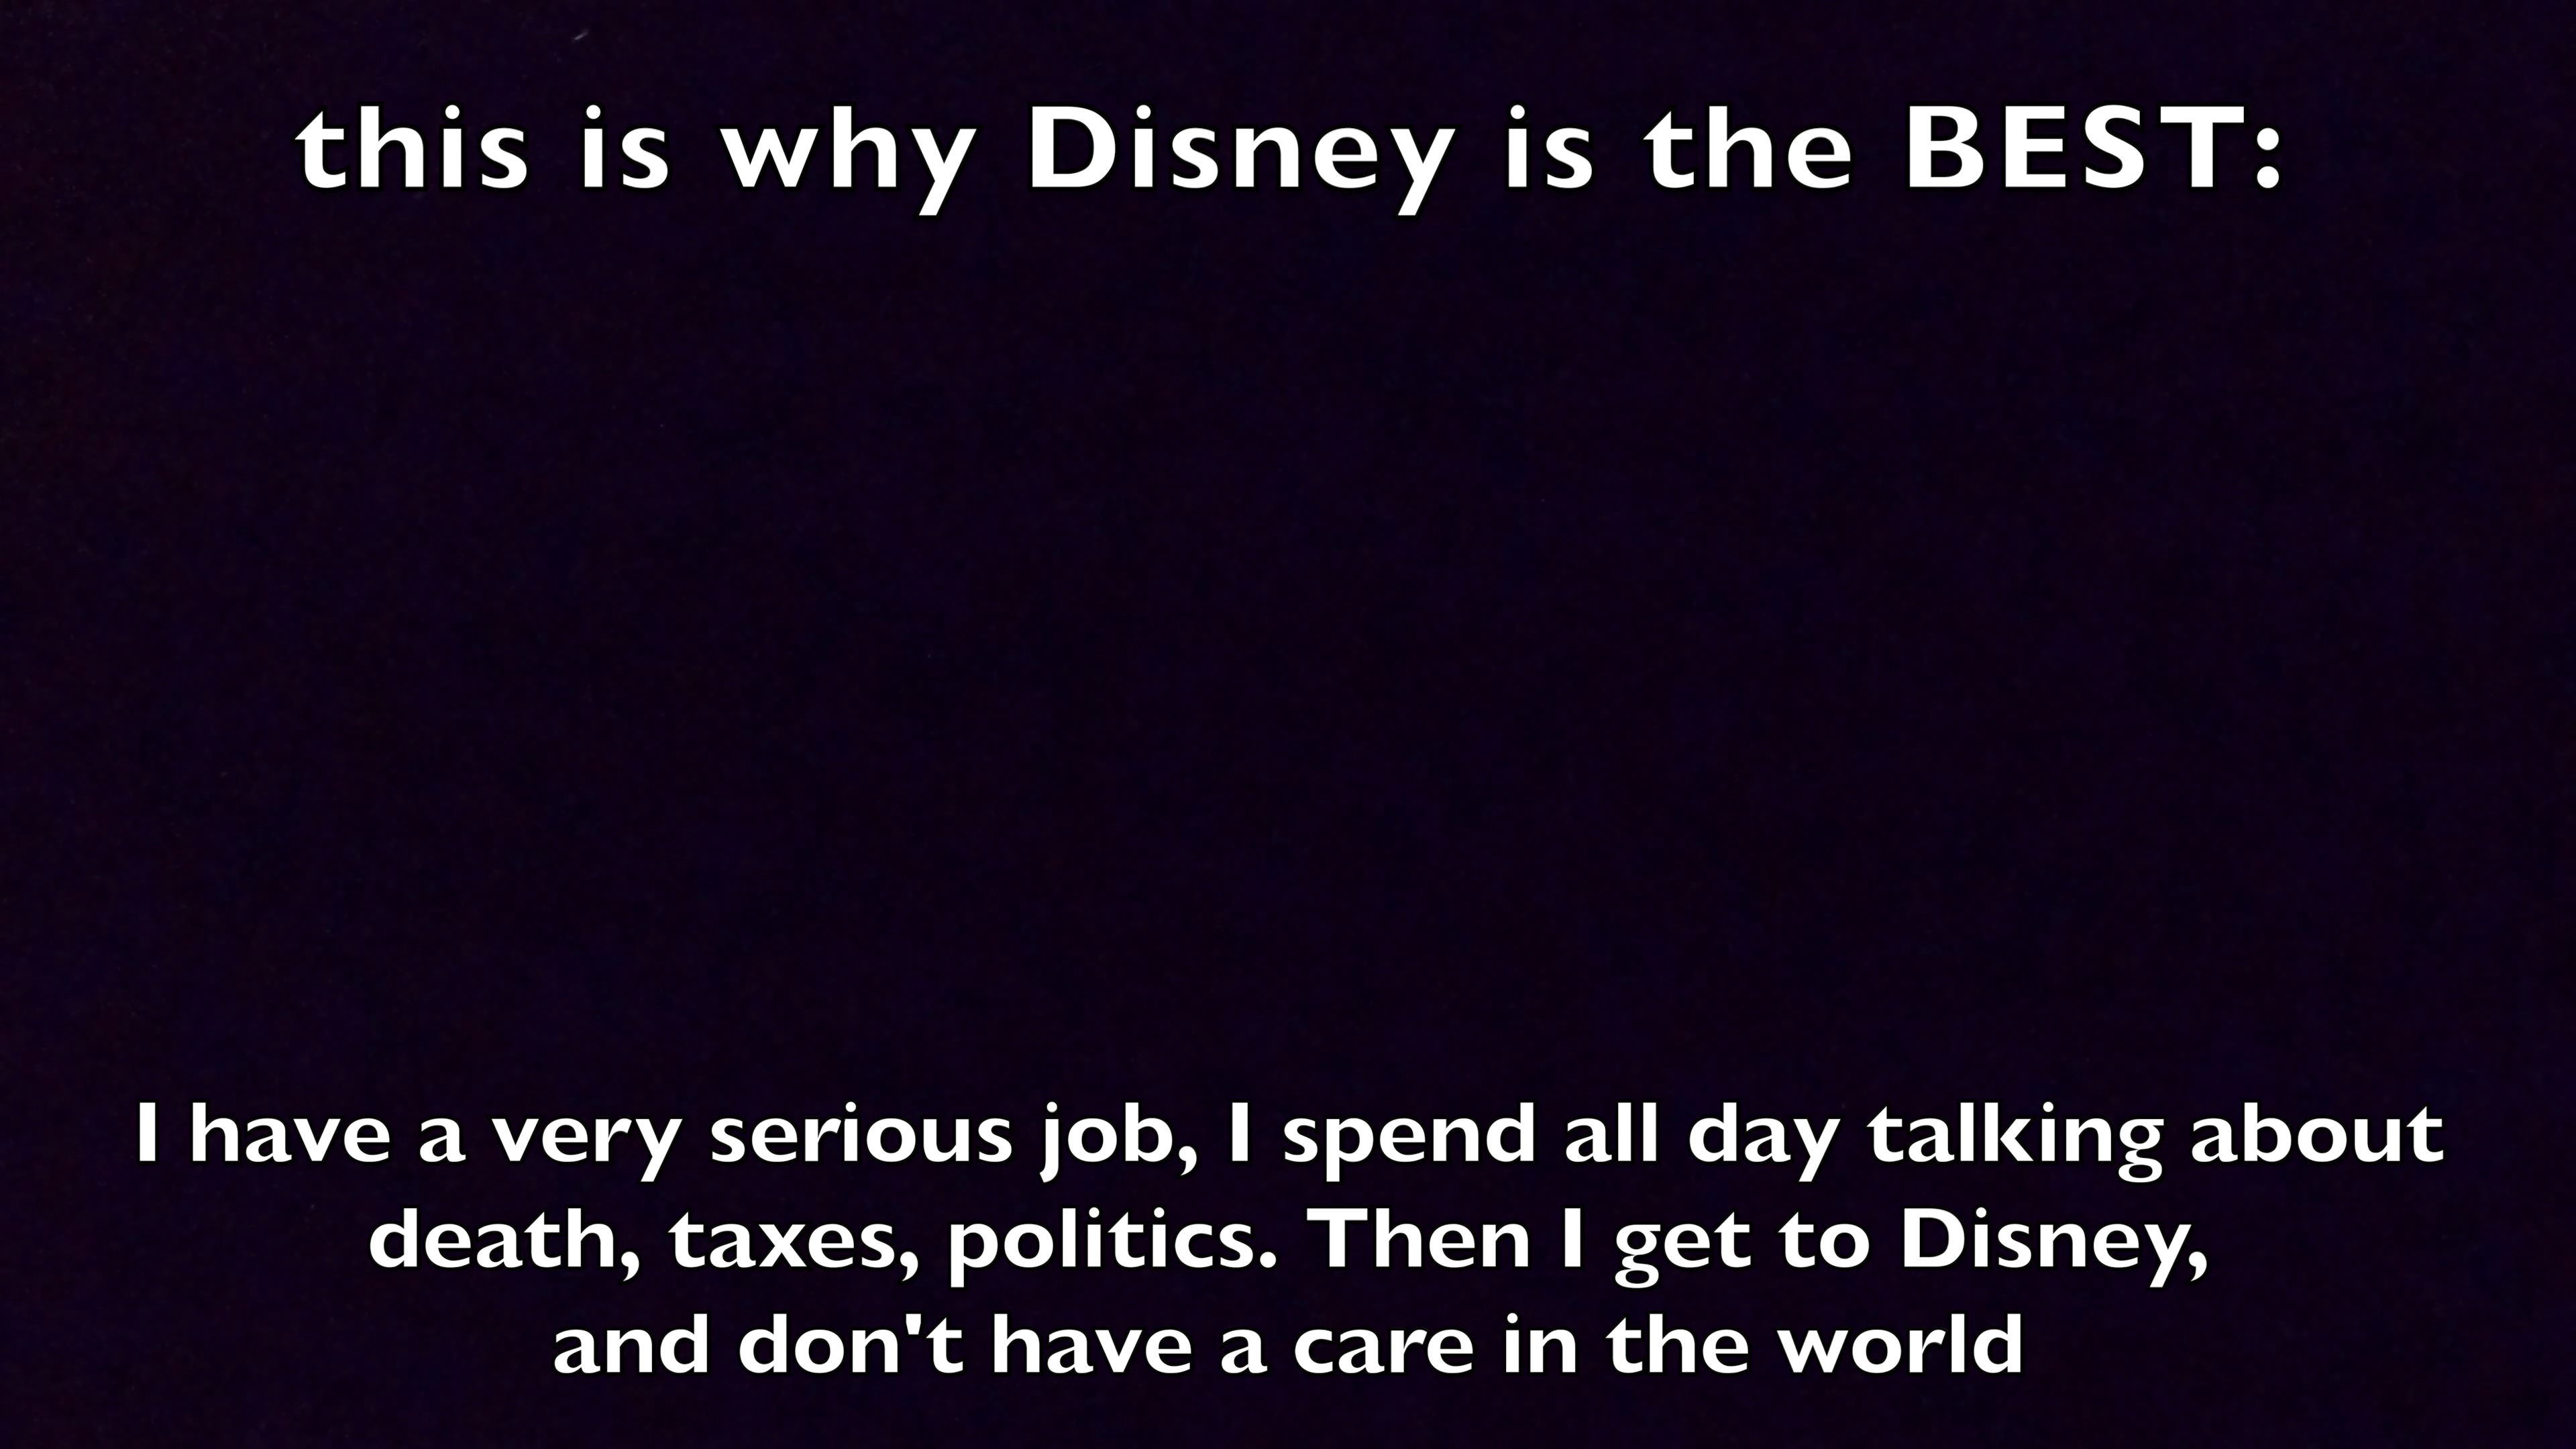 this is why Disney is the BEST:
I have a very serious job, I spend all day talking about
death, taxes, politics. Then I get to Disney,
and don't have a care in the world